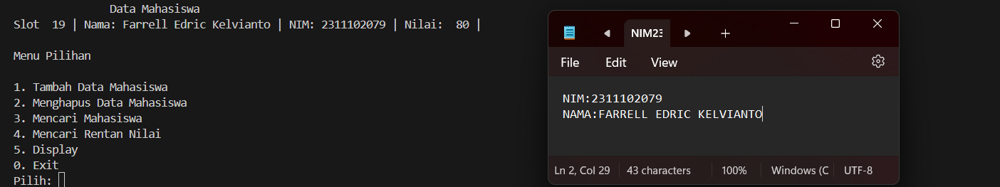 Data Mahasiswa
Slot  19 | Nama: Farrell Edric Kelvianto | NIM: 2311102079 | Nilai:  80 |
Menu Pilihan
1. Tambah Data Mahasiswa
2. Menghapus Data Mahasiswa
3. Mencari Mahasiswa
4. Mencari Rentan Nilai
5. Display
0. Exit
Pilih:
NIM23
File Edit View
NIM:2311102079
NAMA:FARRELL EDRIC KELVIANTO
Ln 2, Col 29 43 characters 100% Windows (C UTF-8